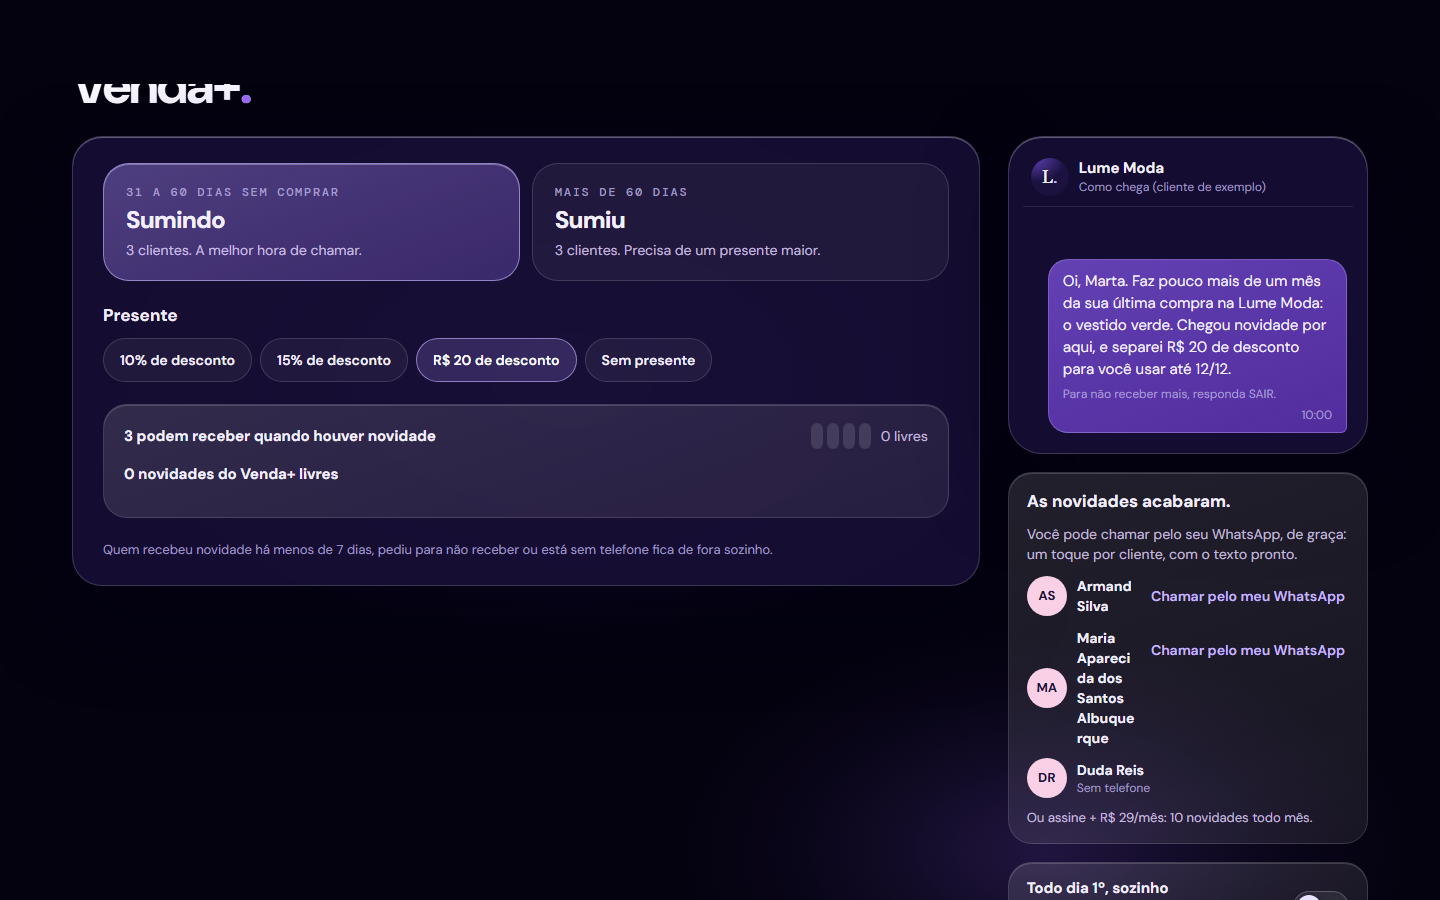 Venda+.
31 A 60 DIAS SEM COMPRAR
Sumindo
3 clientes. A melhor hora de chamar.
MAIS DE 60 DIAS
Sumiu
3 clientes. Precisa de um presente maior.
Presente
10% de desconto
15% de desconto
R$ 20 de desconto
Sem presente
3 podem receber quando houver novidade
0 livres
0 novidades do Venda+ livres
Quem recebeu novidade há menos de 7 dias, pediu para não receber ou está sem telefone fica de fora sozinho.
L.
Lume Moda
Como chega (cliente de exemplo)
Oi, Marta. Faz pouco mais de um mês
da sua última compra na Lume Moda:
o vestido verde. Chegou novidade por
aqui, e separei R$ 20 de desconto
para você usar até 12/12.
Para não receber mais, responda SAIR.
10:00
As novidades acabaram.
Você pode chamar pelo seu WhatsApp, de graça:
um toque por cliente, com o texto pronto.
AS
Armand
Silva
Chamar pelo meu WhatsApp
MA
Maria
Apareci
da dos
Santos
Albuque
rque
Chamar pelo meu WhatsApp
DR
Duda Reis
Sem telefone
Ou assine + R$ 29/mês: 10 novidades todo mês.
Todo dia 1º, sozinho